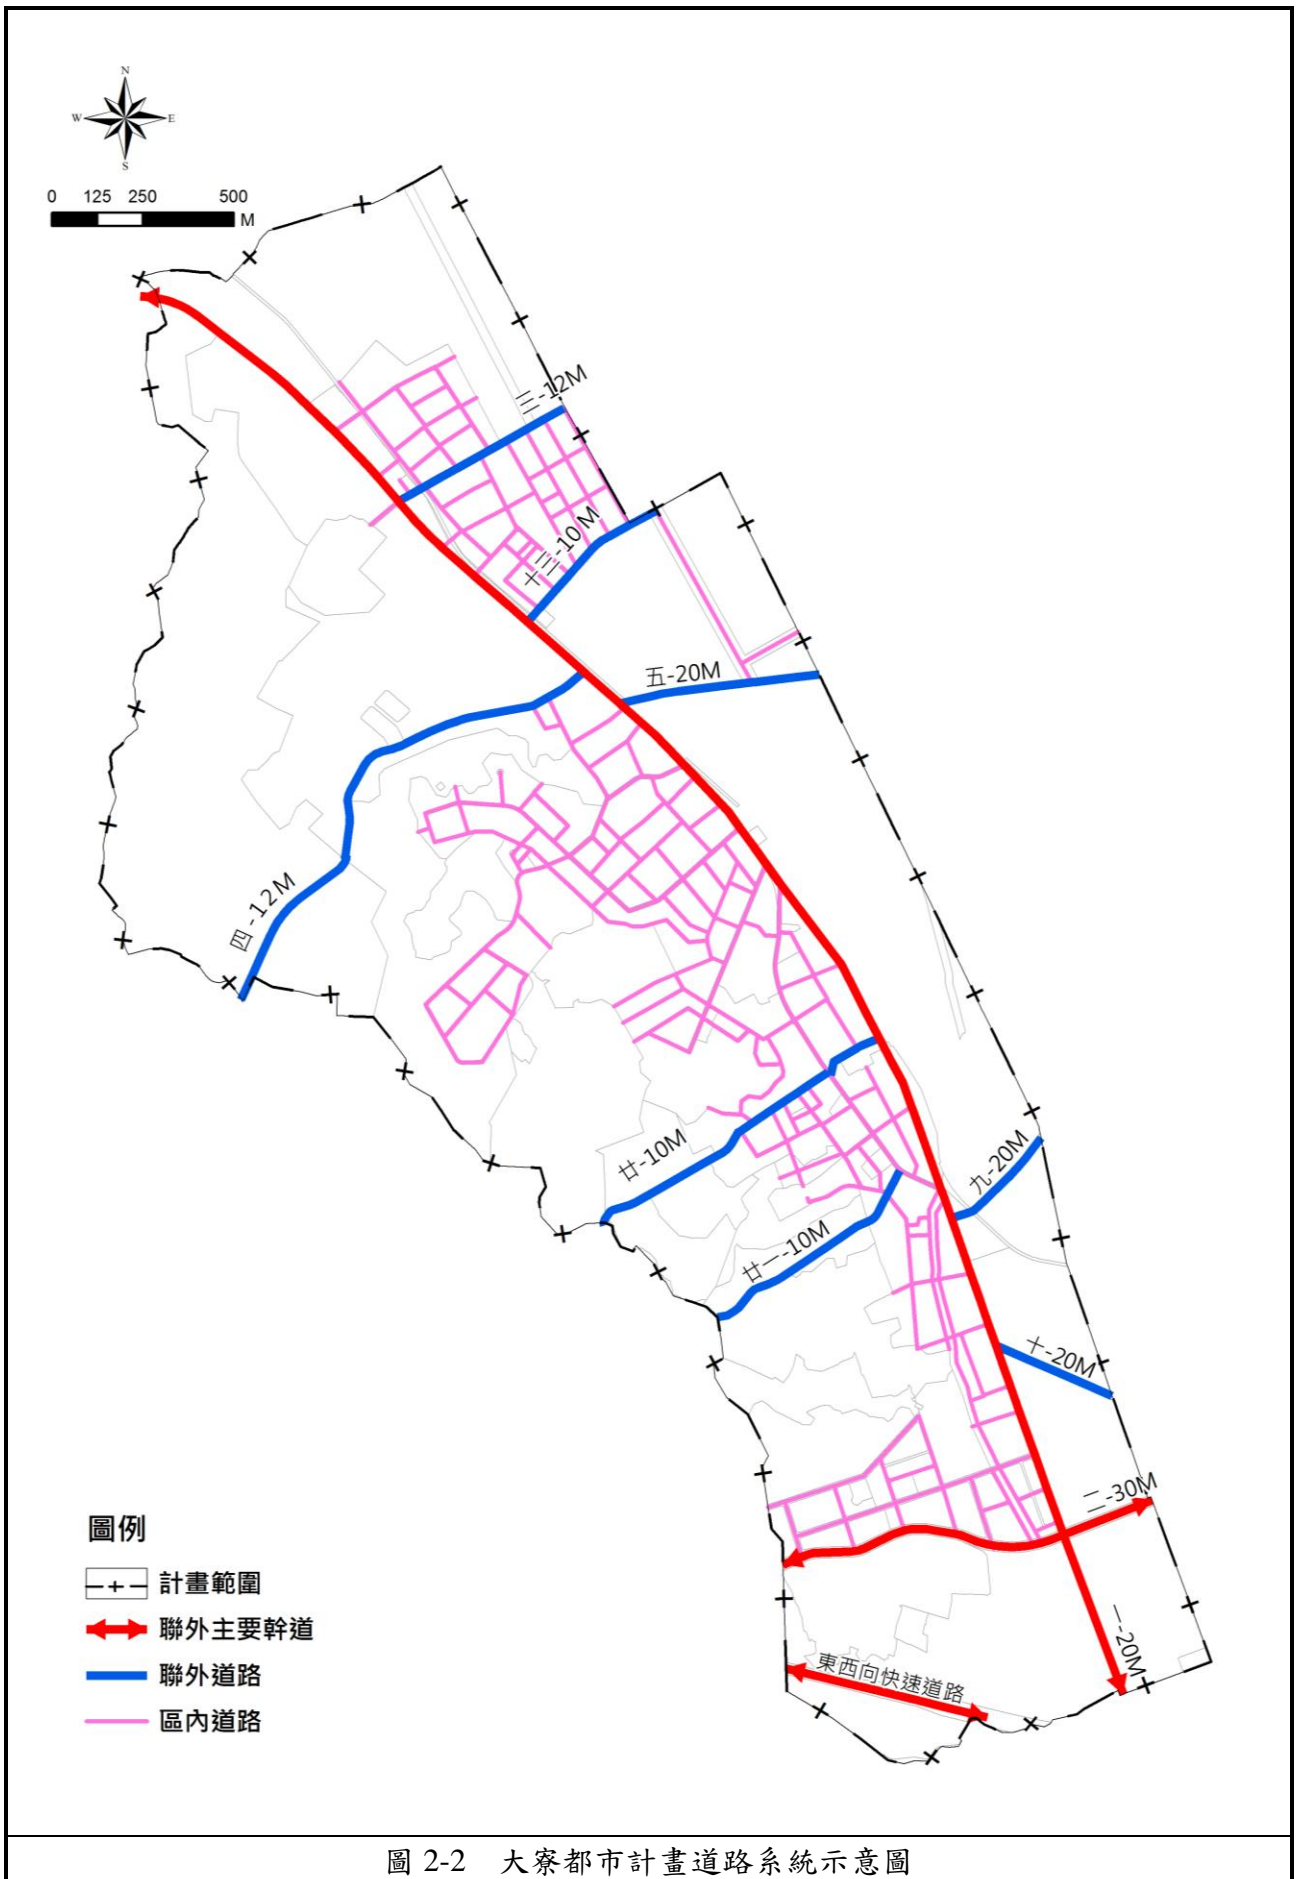 N
W E
S
0 125 250 500
M
三-12M
十三-10M
五-20M
四-12M
廿-10M
九-20M
廿一-10M
十-20M
二-30M
一-20M
東西向快速道路
圖例
計畫範圍
聯外主要幹道
聯外道路
區內道路
圖 2-2 大寮都市計畫道路系統示意圖